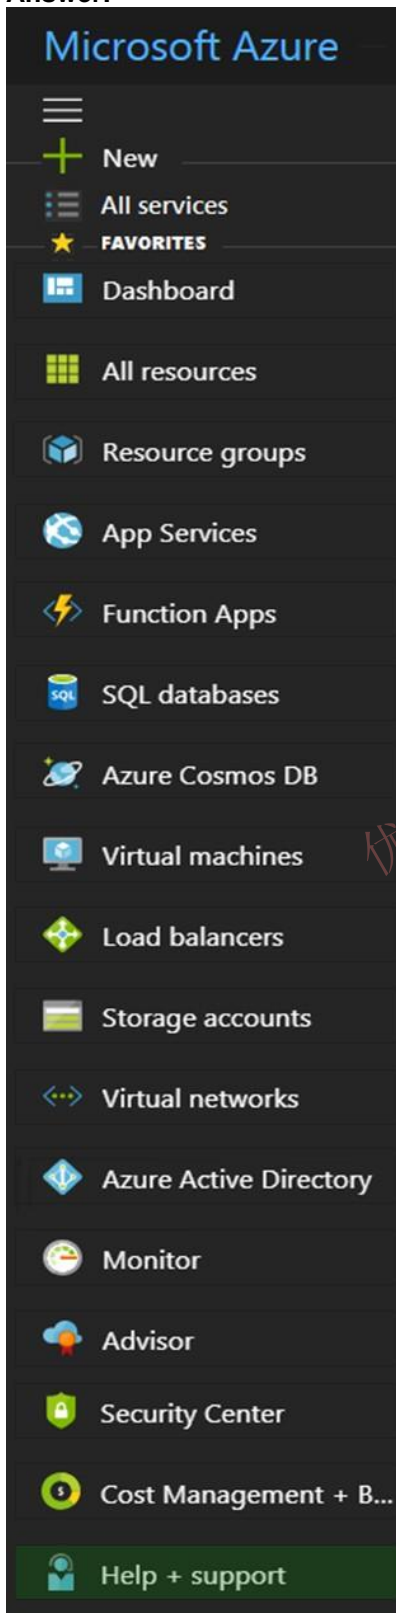 Microsoft Azure
New
All services
FAVORITES
Dashboard
All resources
Resource groups
App Services
Function Apps
SQL databases
Azure Cosmos DB
Virtual machines
Load balancers
Storage accounts
Virtual networks
Azure Active Directory
Monitor
Advisor
Security Center
Cost Management + B...
Help + support